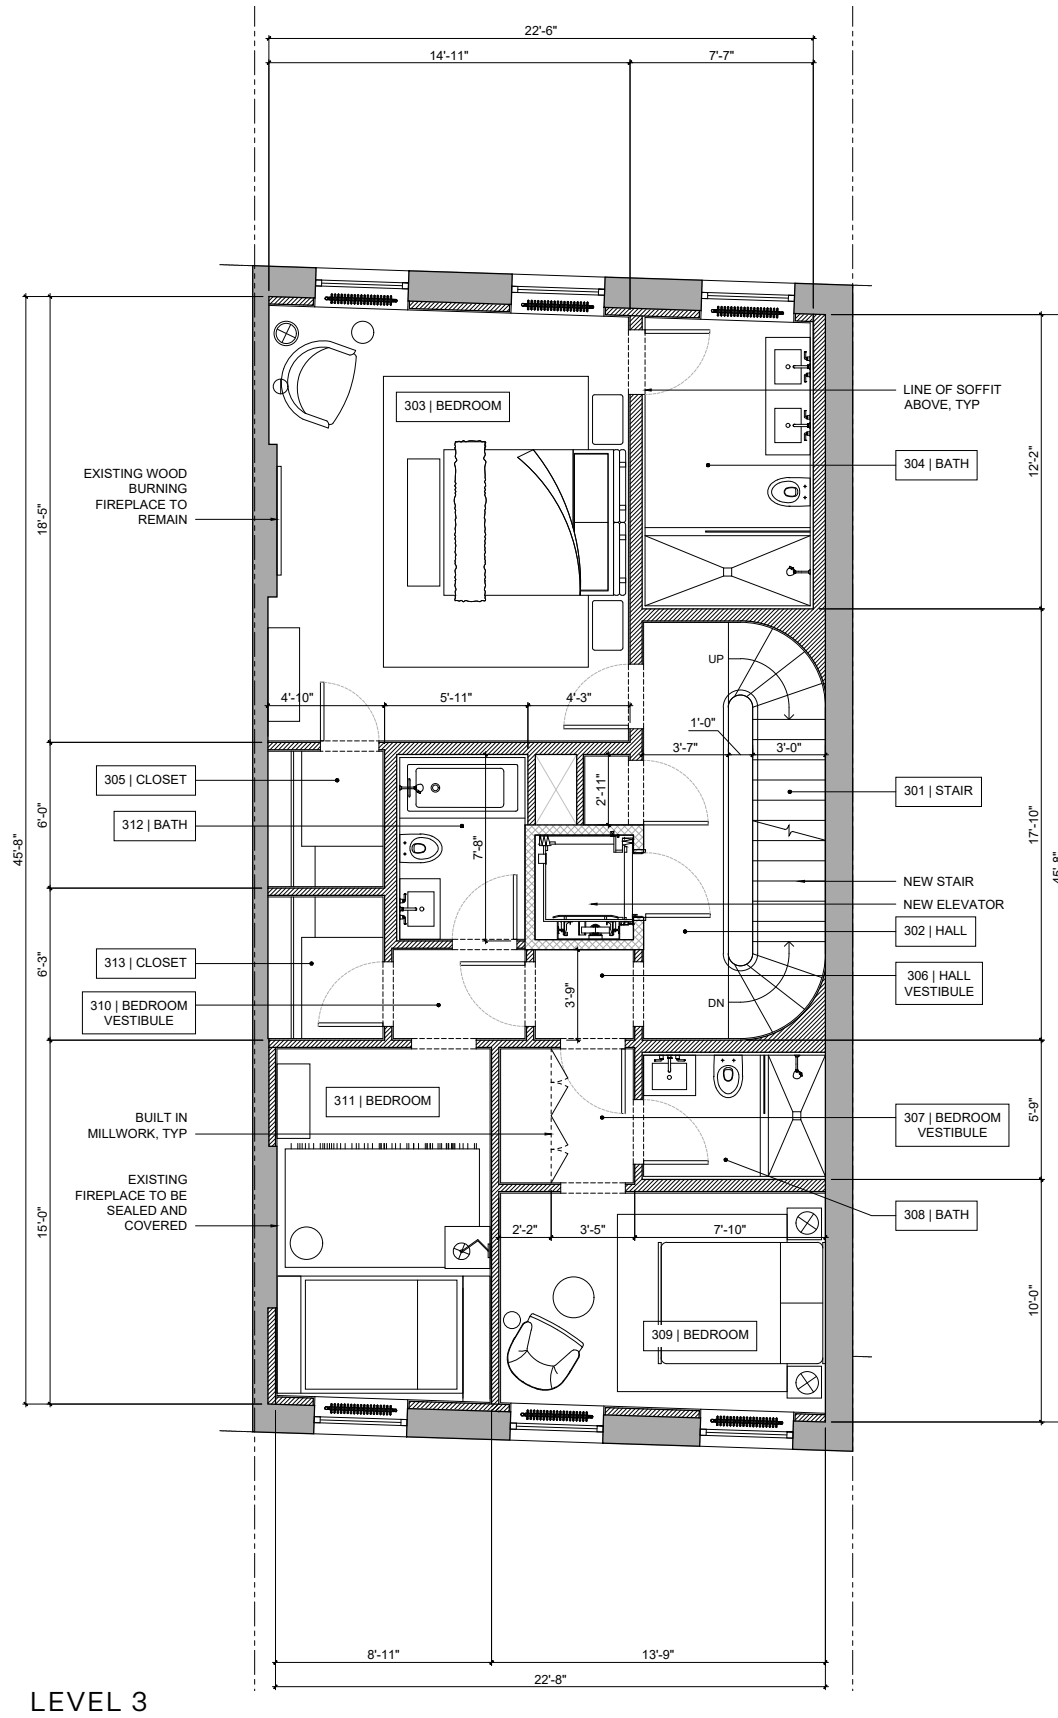 22'-6"
14'-11"
7'-7"
303 | BEDROOM
LINE OF SOFFIT
ABOVE, TYP
304 | BATH
EXISTING WOOD
BURNING
FIREPLACE TO
REMAIN
18'-5"
12'-2"
UP
4'-10"
5'-11"
4'-3"
1'-0"
3'-7"
3'-0"
305 | CLOSET
312 | BATH
2'-11"
7'-8"
301 | STAIR
6'-0"
45'-8"
17'-10"
45'-8"
NEW STAIR
NEW ELEVATOR
302 | HALL
313 | CLOSET
6'-3"
310 | BEDROOM
VESTIBULE
3'-9"
DN
306 | HALL
VESTIBULE
311 | BEDROOM
BUILT IN
MILLWORK, TYP
307 | BEDROOM
VESTIBULE
5'-9"
EXISTING
FIREPLACE TO BE
SEALED AND
COVERED
15'-0"
308 | BATH
2'-2"
3'-5"
7'-10"
309 | BEDROOM
10'-0"
8'-11"
13'-9"
22'-8"
LEVEL 3